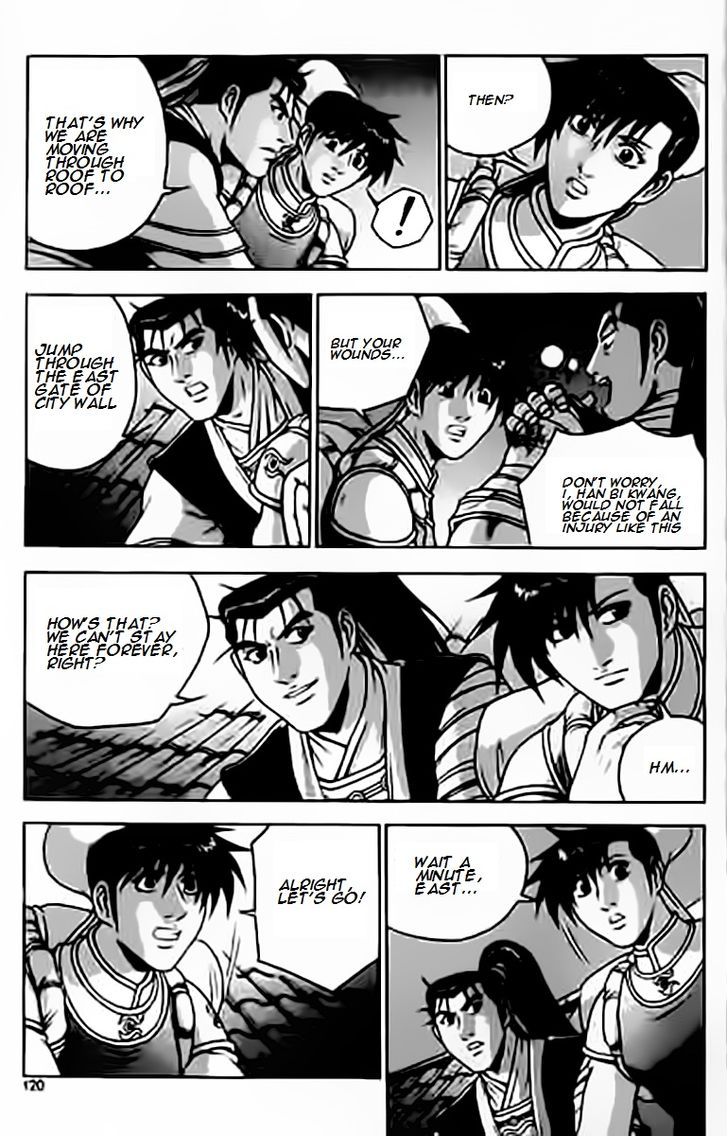 THAT'S WHY
WE ARE
MOVING
THROUGH
ROOF TO
ROOF...
!
THEN?
JUMP
THROUGH
THE EAST
GATE OF
CITY WALL
BUT YOUR
WOUNDS...
DON'T WORRY,
I, HAN BI KWANG,
WOULD NOT FALL
BECAUSE OF AN
INJURY LIKE THIS
HOW'S THAT?
WE CAN'T STAY
HERE FOREVER,
RIGHT?
HM...
ALRIGHT,
LET'S GO!
WAIT A
MINUTE,
EAST...
120